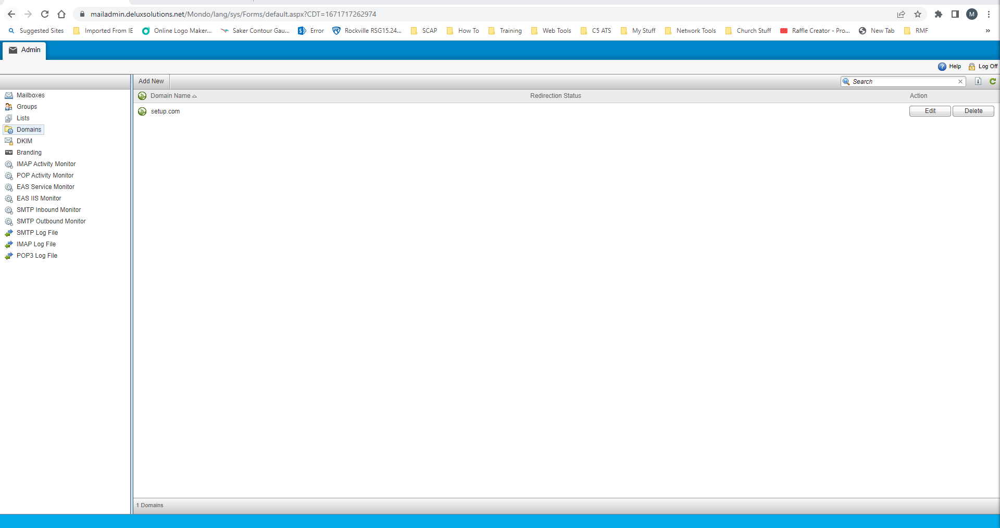 mailadmin.deluxsolutions.net/Mondo/lang/sys/Forms/default.aspx?CDT=1671717262974
M
Suggested Sites Imported From IE Online Logo Maker... Saker Contour Gau... Error Rockville RSG15.24... SCAP How To Training Web Tools C5 ATS My Stuff Network Tools Church Stuff Raffle Creator - Pro... New Tab RMF »
Admin
Help Log Off
Add New Search
Domain Name Redirection Status Action
setup.com Edit Delete
Mailboxes
Groups
Lists
Domains
DKIM
TM Branding
IMAP Activity Monitor
POP Activity Monitor
EAS Service Monitor
EAS IIS Monitor
SMTP Inbound Monitor
SMTP Outbound Monitor
SMTP Log File
IMAP Log File
POP3 Log File
1 Domains